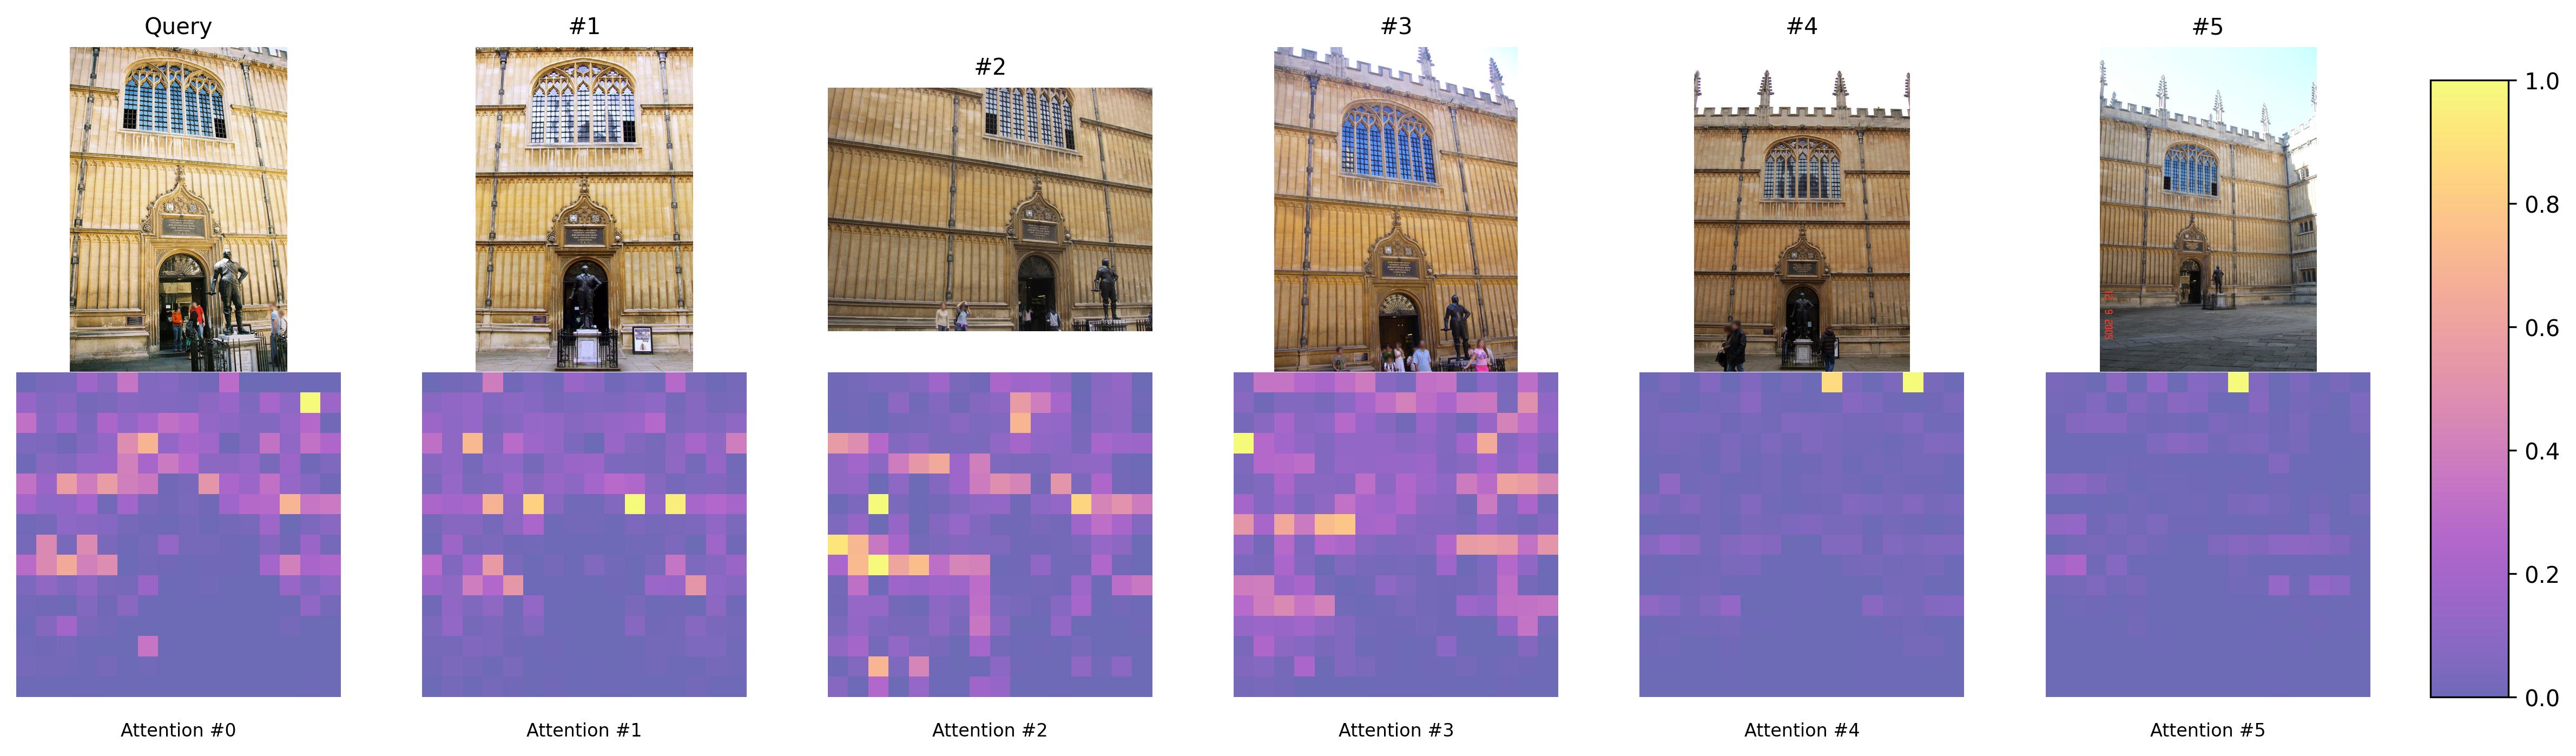 Query
#1
#2
#3
#4
#5
1.0
0.8
0.6
0.4
0.2
0.0
Attention #0
Attention #1
Attention #2
Attention #3
Attention #4
Attention #5